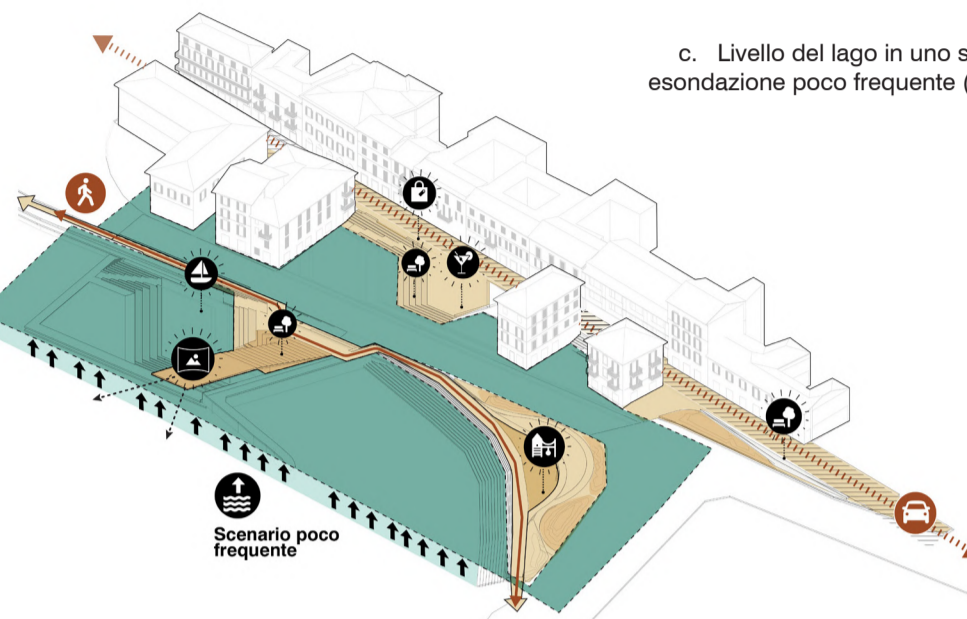 c. Livello del lago in uno s
esondazione poco frequente (
Scenario poco
frequente